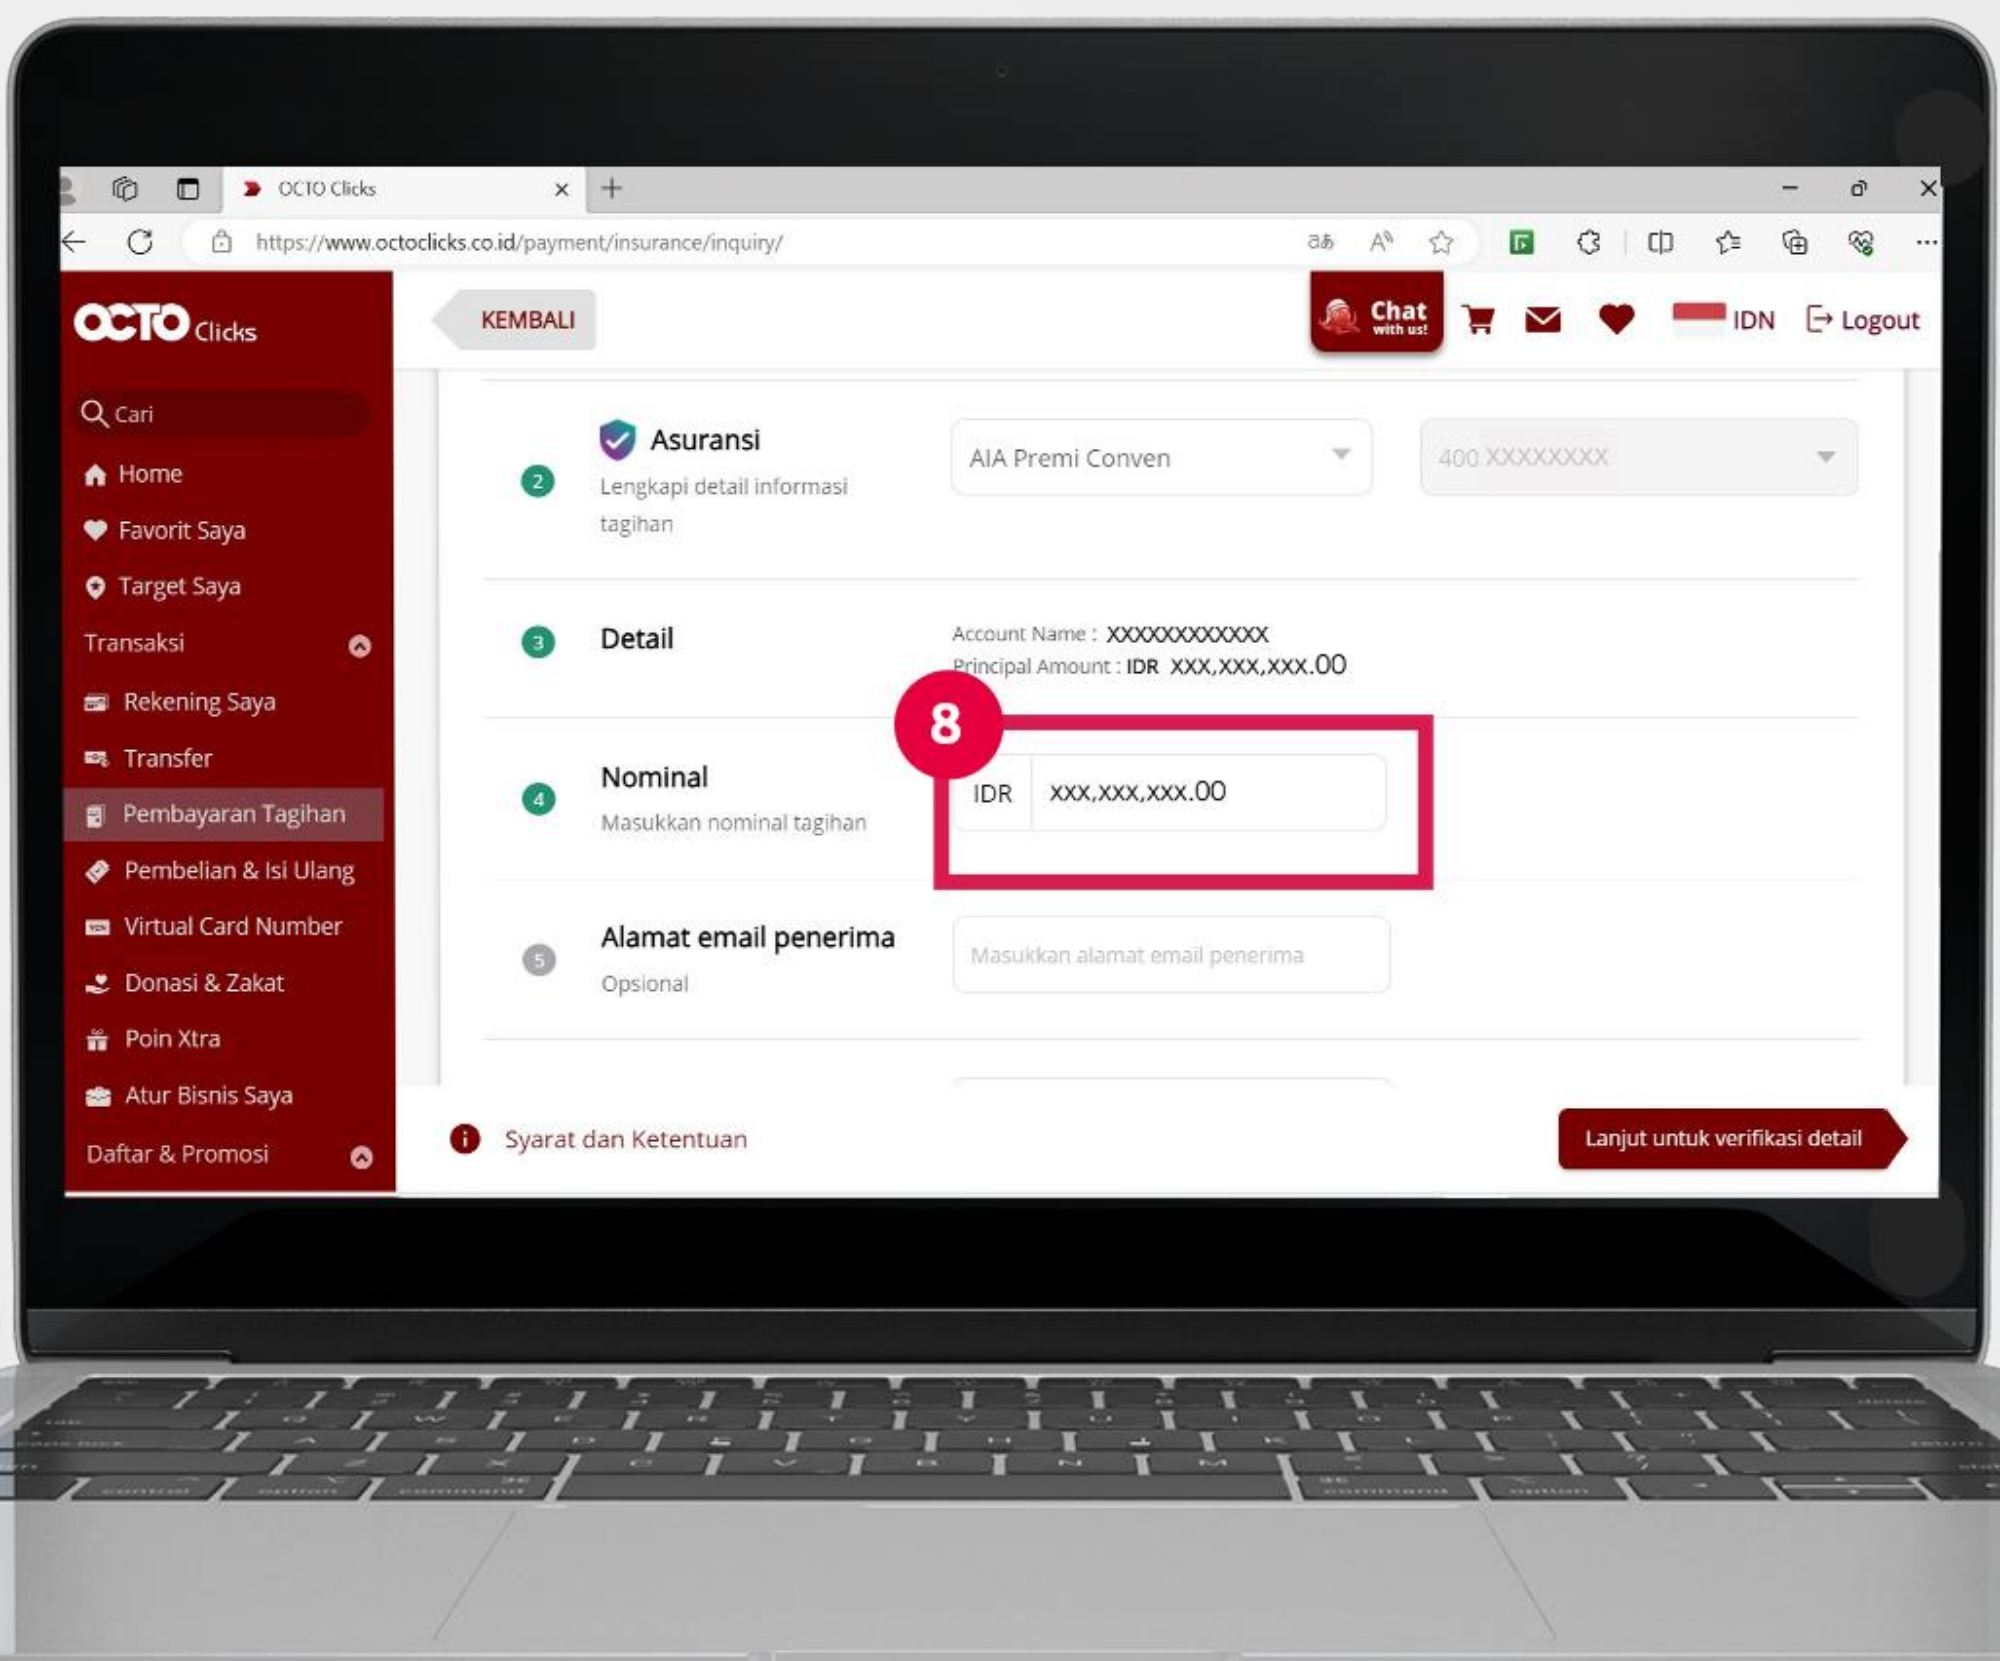 OCTO Clicks
https://www.octoclicks.co.id/payment/insurance/inquiry/
OCTO Clicks
KEMBALI
Chat
with us!
IDN
Logout
Cari
Home
Favorit Saya
Target Saya
Transaksi
Rekening Saya
Transfer
Pembayaran Tagihan
Pembelian & Isi Ulang
Virtual Card Number
Donasi & Zakat
Poin Xtra
Atur Bisnis Saya
Daftar & Promosi
2 Asuransi
Lengkapi detail informasi
tagihan
AIA Premi Conven
400 XXXXXXXX
3 Detail
Account Name : XXXXXXXXXXXX
Principal Amount : IDR XXX,XXX,XXX.00
8
4 Nominal
Masukkan nominal tagihan
IDR xxx,xxx,xxx.00
5 Alamat email penerima
Opsional
Masukkan alamat email penerima
Syarat dan Ketentuan
Lanjut untuk verifikasi detail